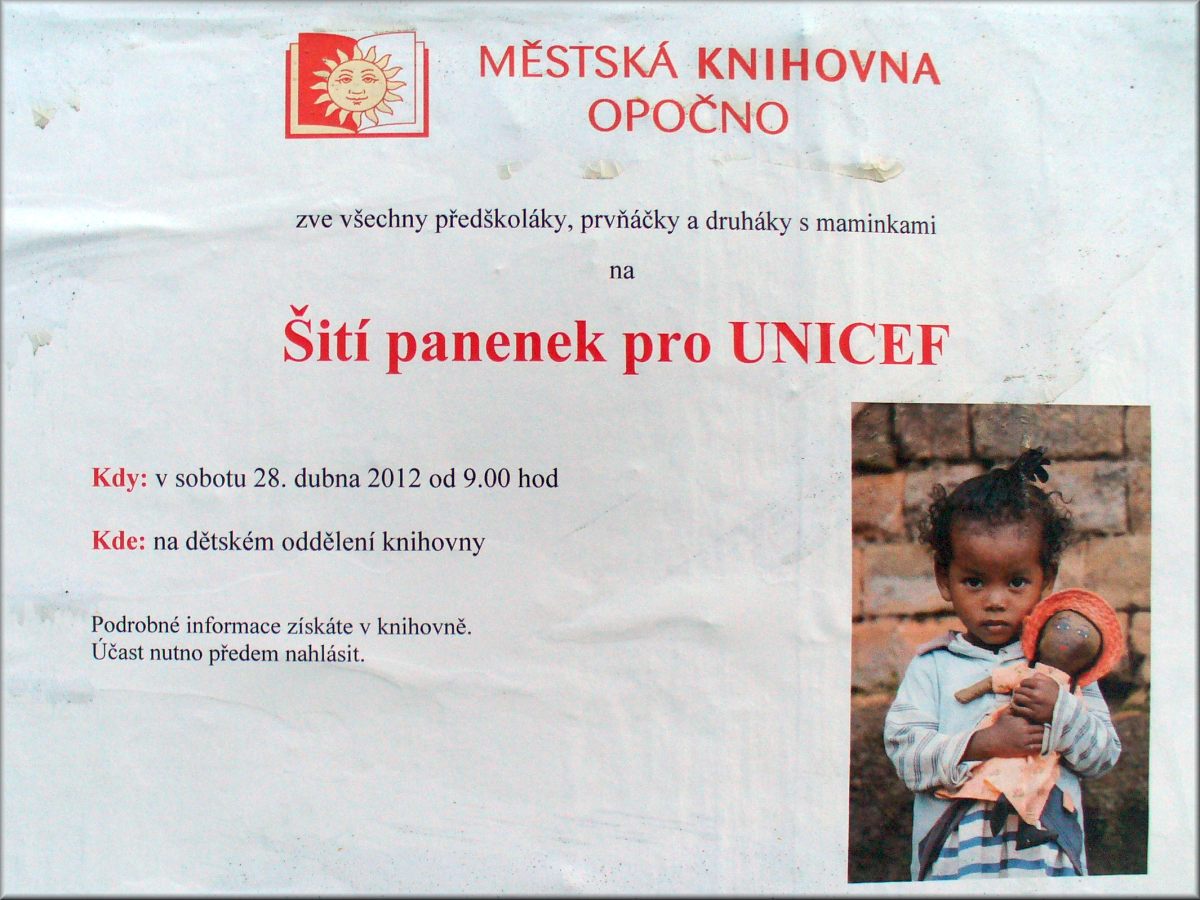 MĚSTSKÁ KNIHOVNA
OPOČNO
zve všechny předškoláky, prvňáčky a druháky s maminkami
na
Šití panenek pro UNICEF
Kdy: v sobotu 28. dubna 2012 od 9.00 hod
Kde: na dětském oddělení knihovny
Podrobné informace získáte v knihovně.
Účast nutno předem nahlásit.